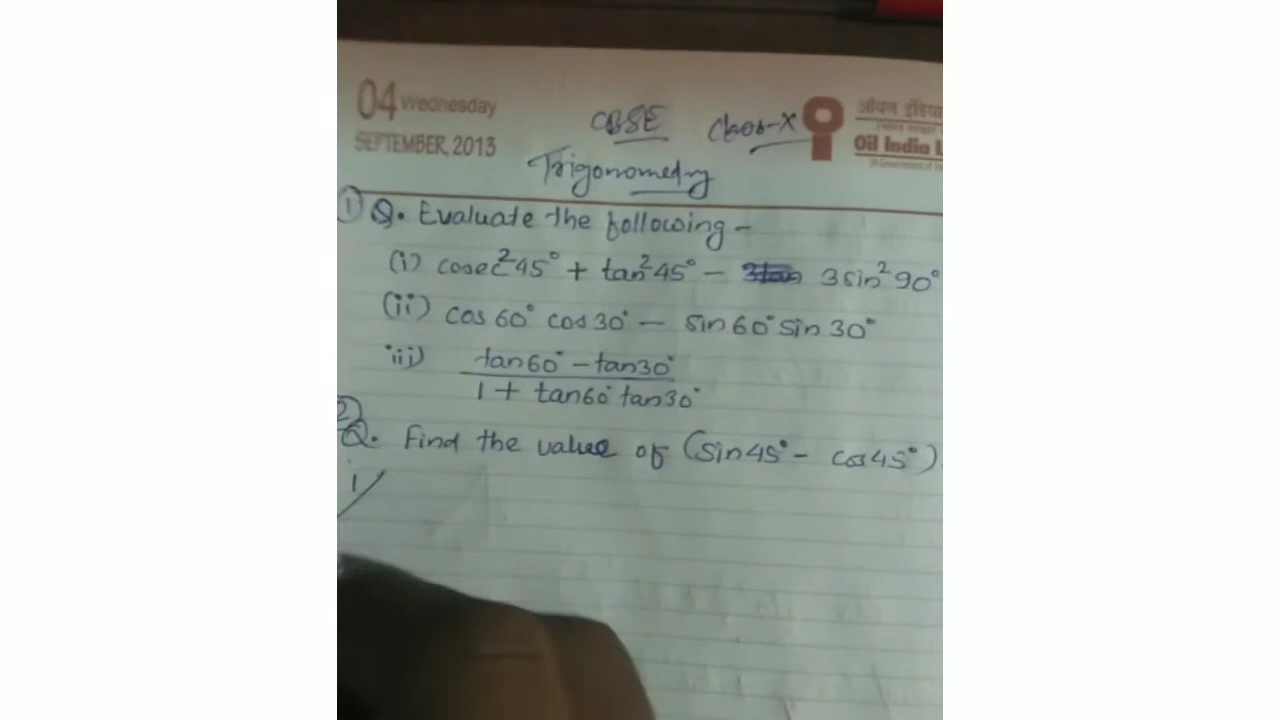 04 Wednesday
SEPTEMBER, 2013
CBSE Class-X
ऑयल इंडिया
Oil India L
Trigonometry
1 Q. Evaluate the following -
(i) cosec²45° + tan²45° - 3sin²90°
(ii) cos 60° cos 30° - sin 60° sin 30°
iii) tan60° - tan30°
1 + tan60° tan30°
2
Q. Find the value of (sin45° - cos45°)
i/